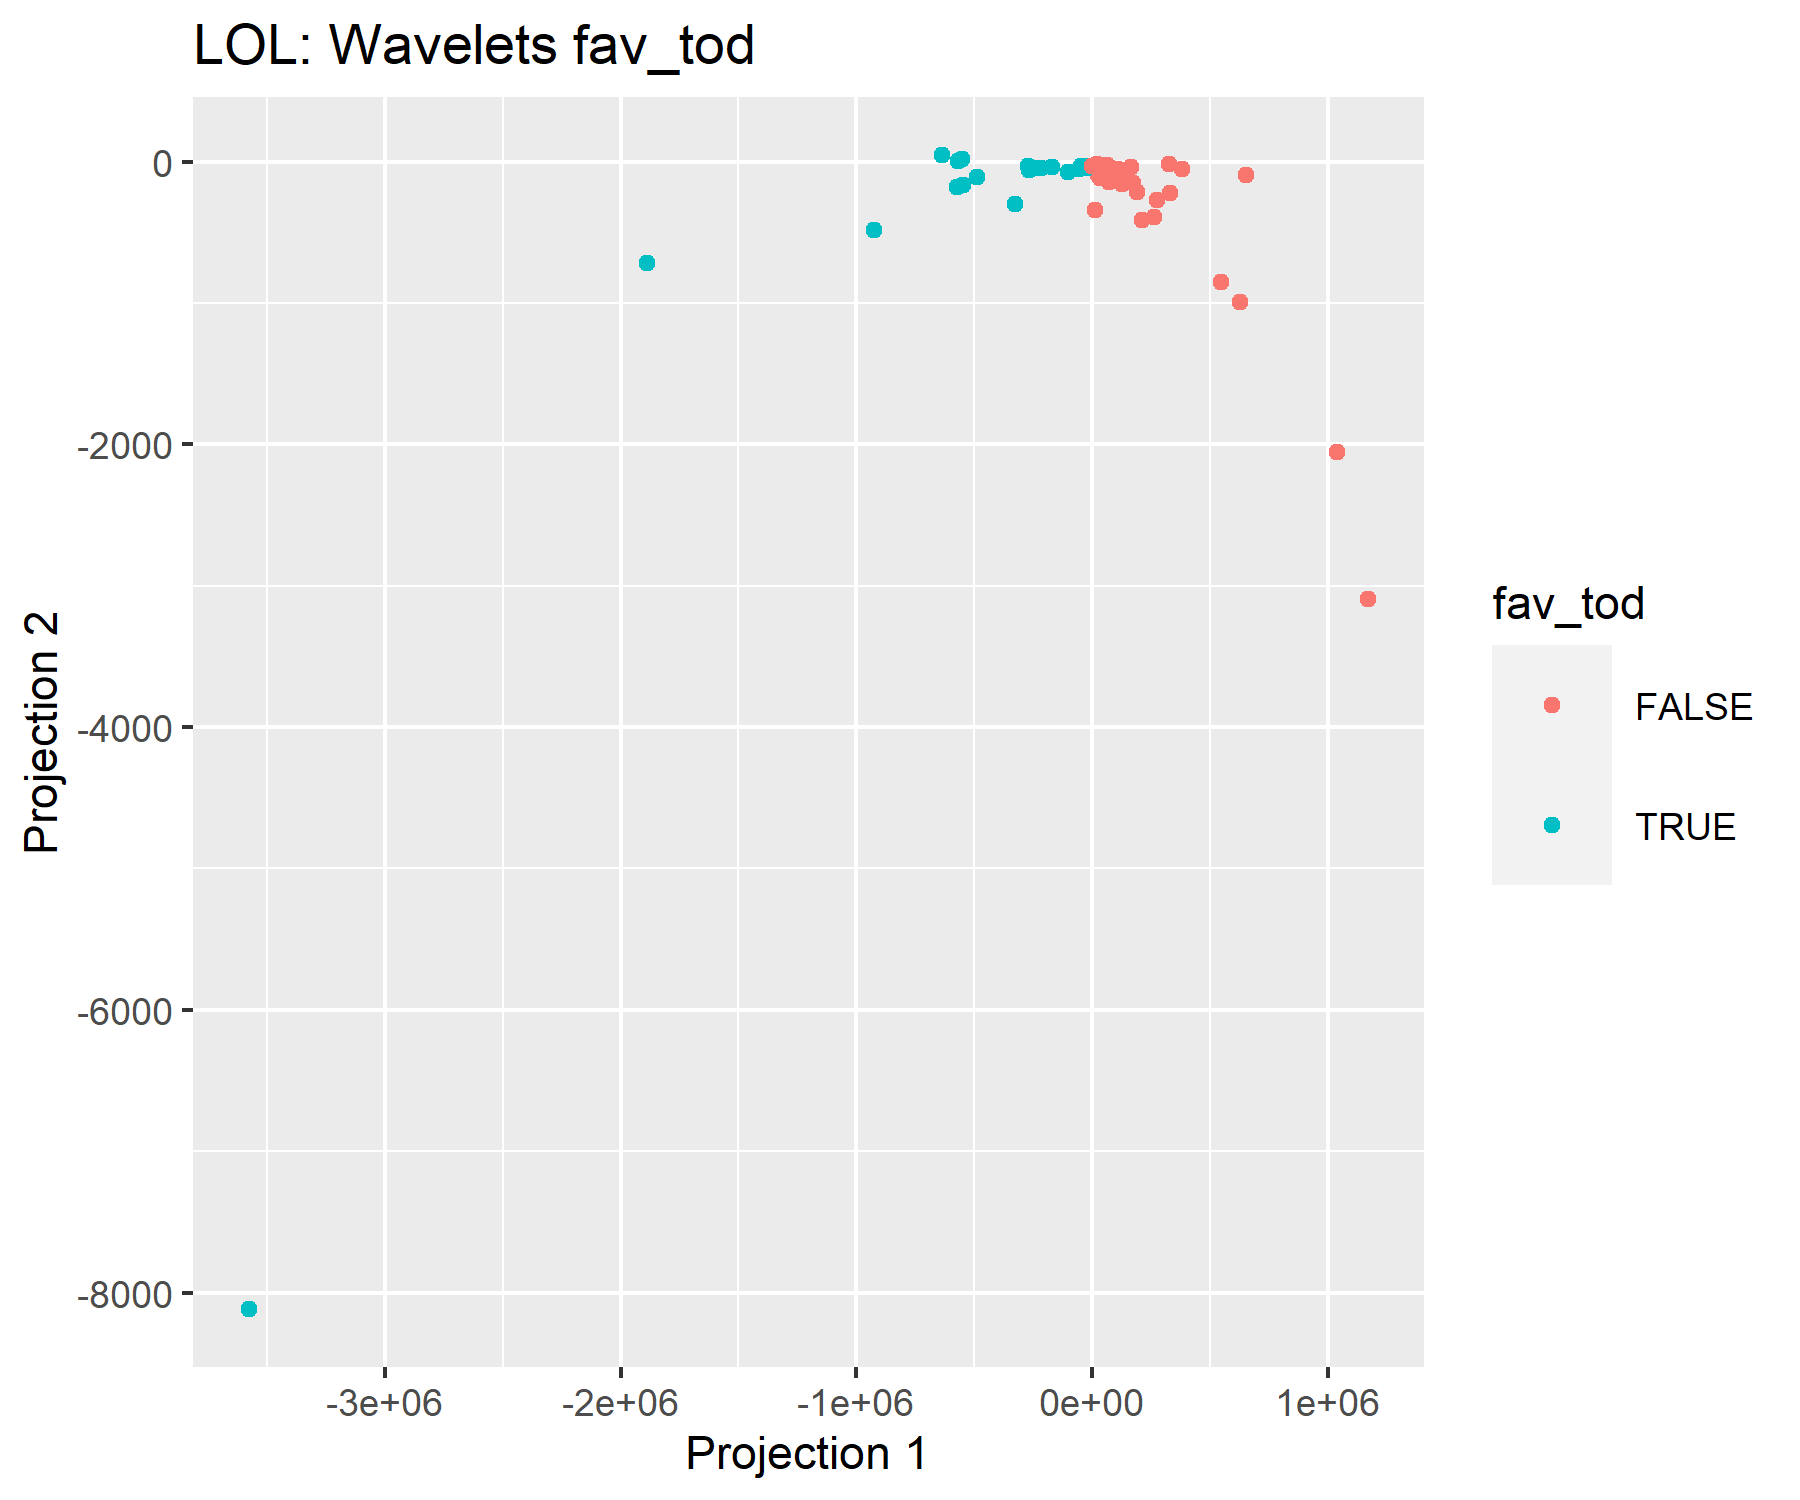 LOL: Wavelets fav_tod
0
-2000
-4000
-6000
-8000
Projection 2
-3e+06
-2e+06
-1e+06
0e+00
1e+06
Projection 1
fav_tod
FALSE
TRUE